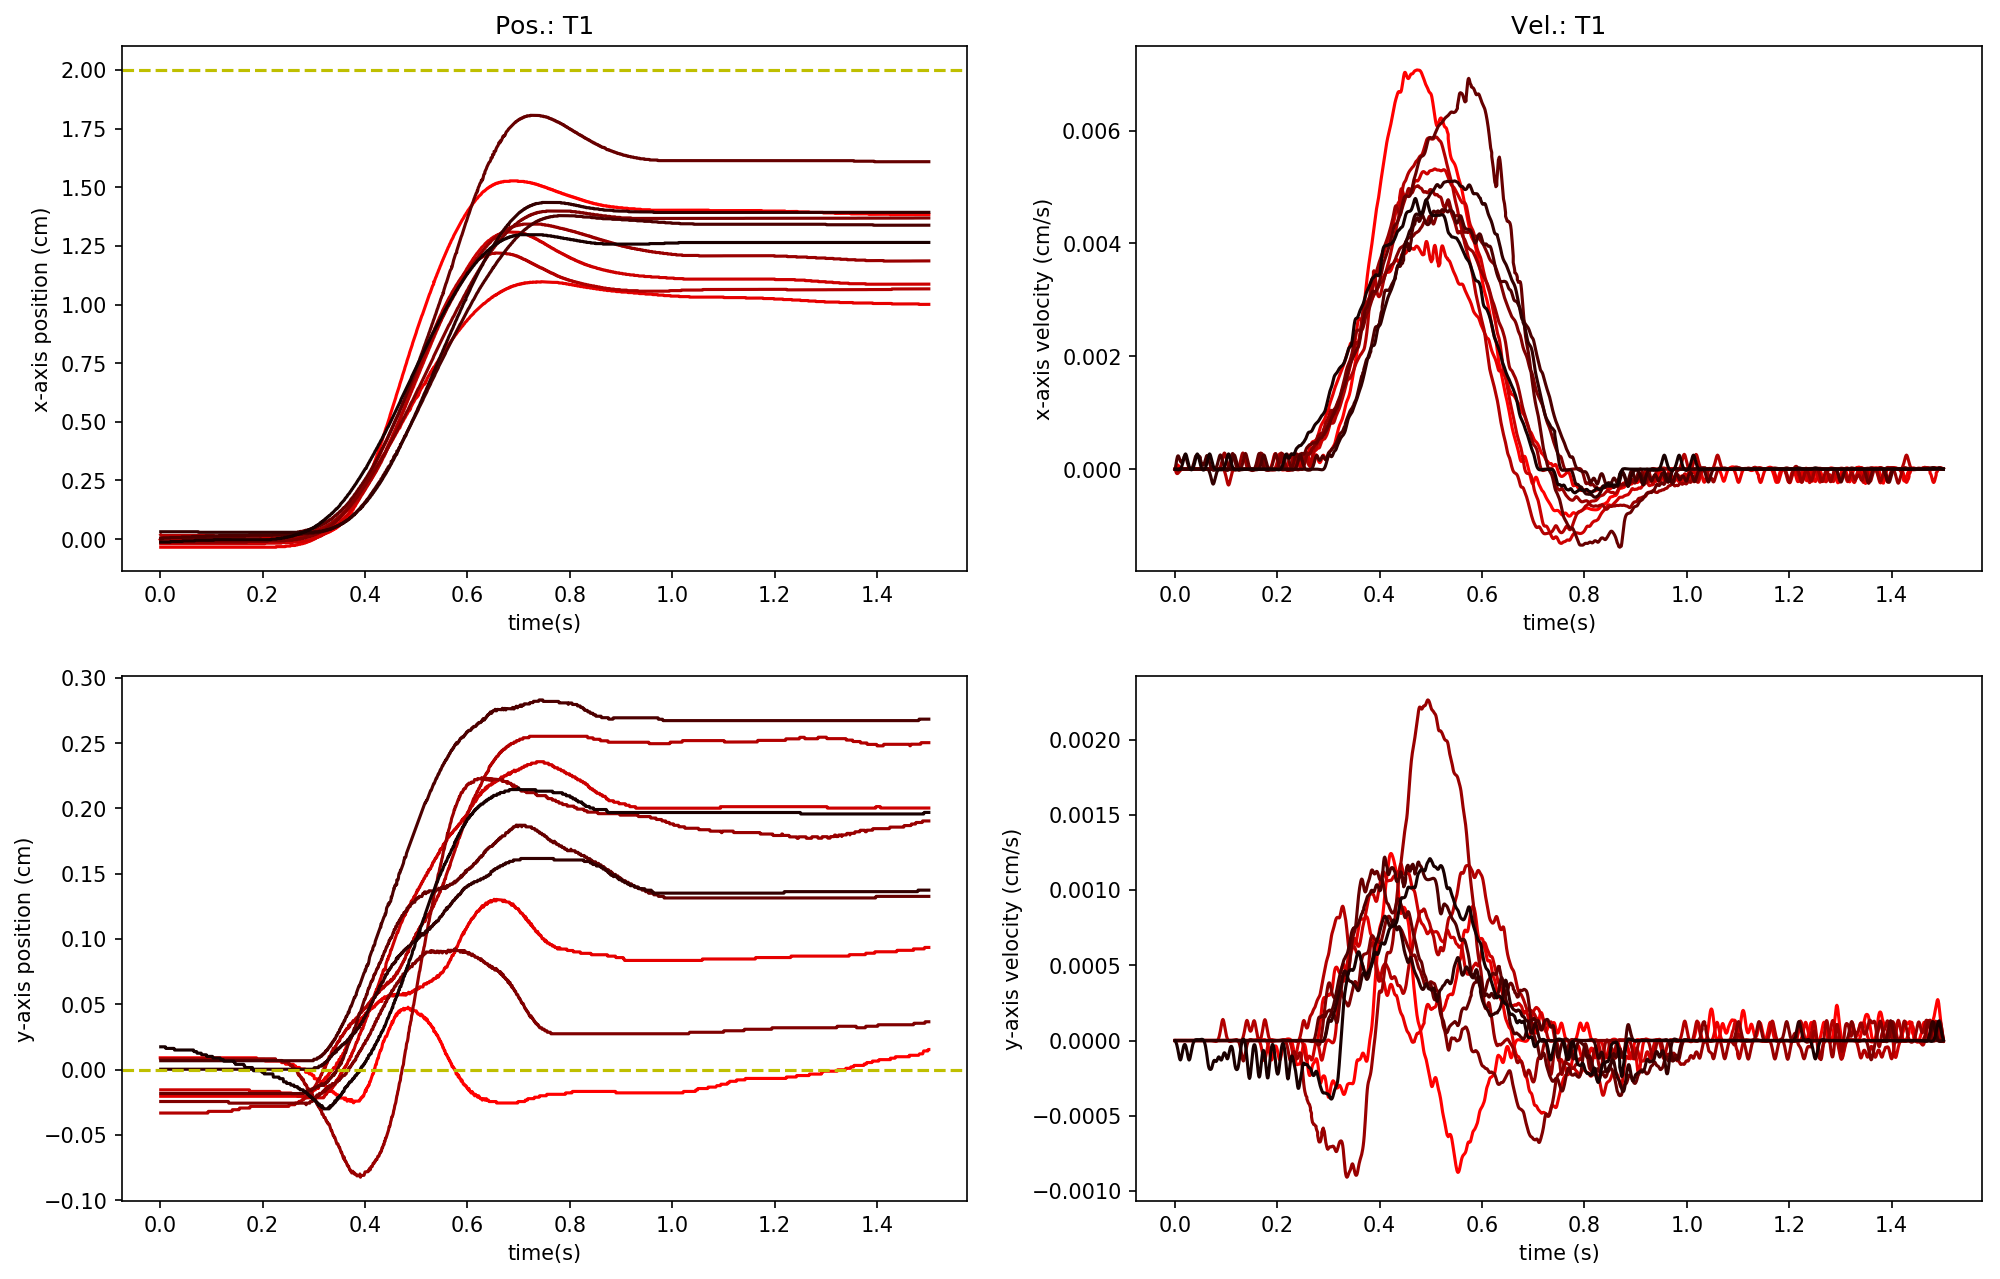 Pos.: T1
x-axis position (cm)
2.00
1.75
1.50
1.25
1.00
0.75
0.50
0.25
0.00
0.0 0.2 0.4 0.6 0.8 1.0 1.2 1.4
time(s)
Vel.: T1
x-axis velocity (cm/s)
0.006
0.004
0.002
0.000
0.0 0.2 0.4 0.6 0.8 1.0 1.2 1.4
time(s)
y-axis position (cm)
0.30
0.25
0.20
0.15
0.10
0.05
0.00
−0.05
−0.10
0.0 0.2 0.4 0.6 0.8 1.0 1.2 1.4
time(s)
y-axis velocity (cm/s)
0.0020
0.0015
0.0010
0.0005
0.0000
−0.0005
−0.0010
0.0 0.2 0.4 0.6 0.8 1.0 1.2 1.4
time (s)